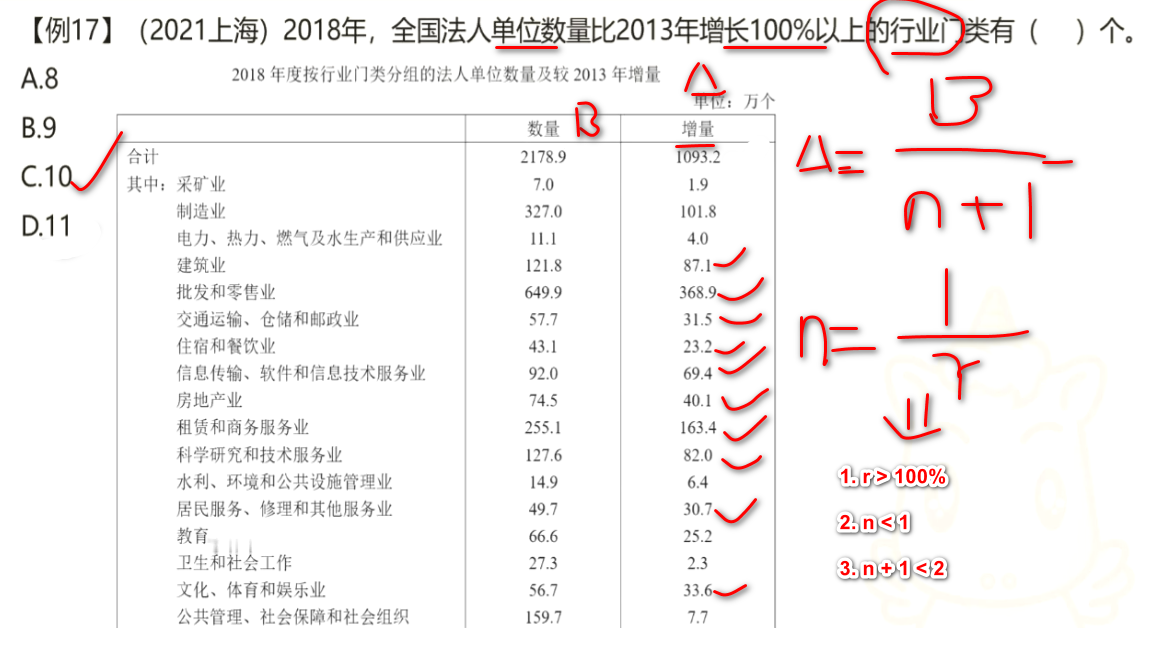 【例17】（2021上海）2018年，全国法人单位数量比2013年增长100%以上的行业门类有（ ）个。
A.8
B.9
C.10
D.11
2018 年度按行业门类分组的法人单位数量及较 2013 年增量
单位：万个
数量 增量
合计 2178.9 1093.2
其中：采矿业 7.0 1.9
制造业 327.0 101.8
电力、热力、燃气及水生产和供应业 11.1 4.0
建筑业 121.8 87.1
批发和零售业 649.9 368.9
交通运输、仓储和邮政业 57.7 31.5
住宿和餐饮业 43.1 23.2
信息传输、软件和信息技术服务业 92.0 69.4
房地产业 74.5 40.1
租赁和商务服务业 255.1 163.4
科学研究和技术服务业 127.6 82.0
水利、环境和公共设施管理业 14.9 6.4
居民服务、修理和其他服务业 49.7 30.7
教育 66.6 25.2
卫生和社会工作 27.3 2.3
文化、体育和娱乐业 56.7 33.6
公共管理、社会保障和社会组织 159.7 7.7
B
Δ
Δ= B
n+1
n= 1
r
1. r > 100%
2. n < 1
3. n + 1 < 2